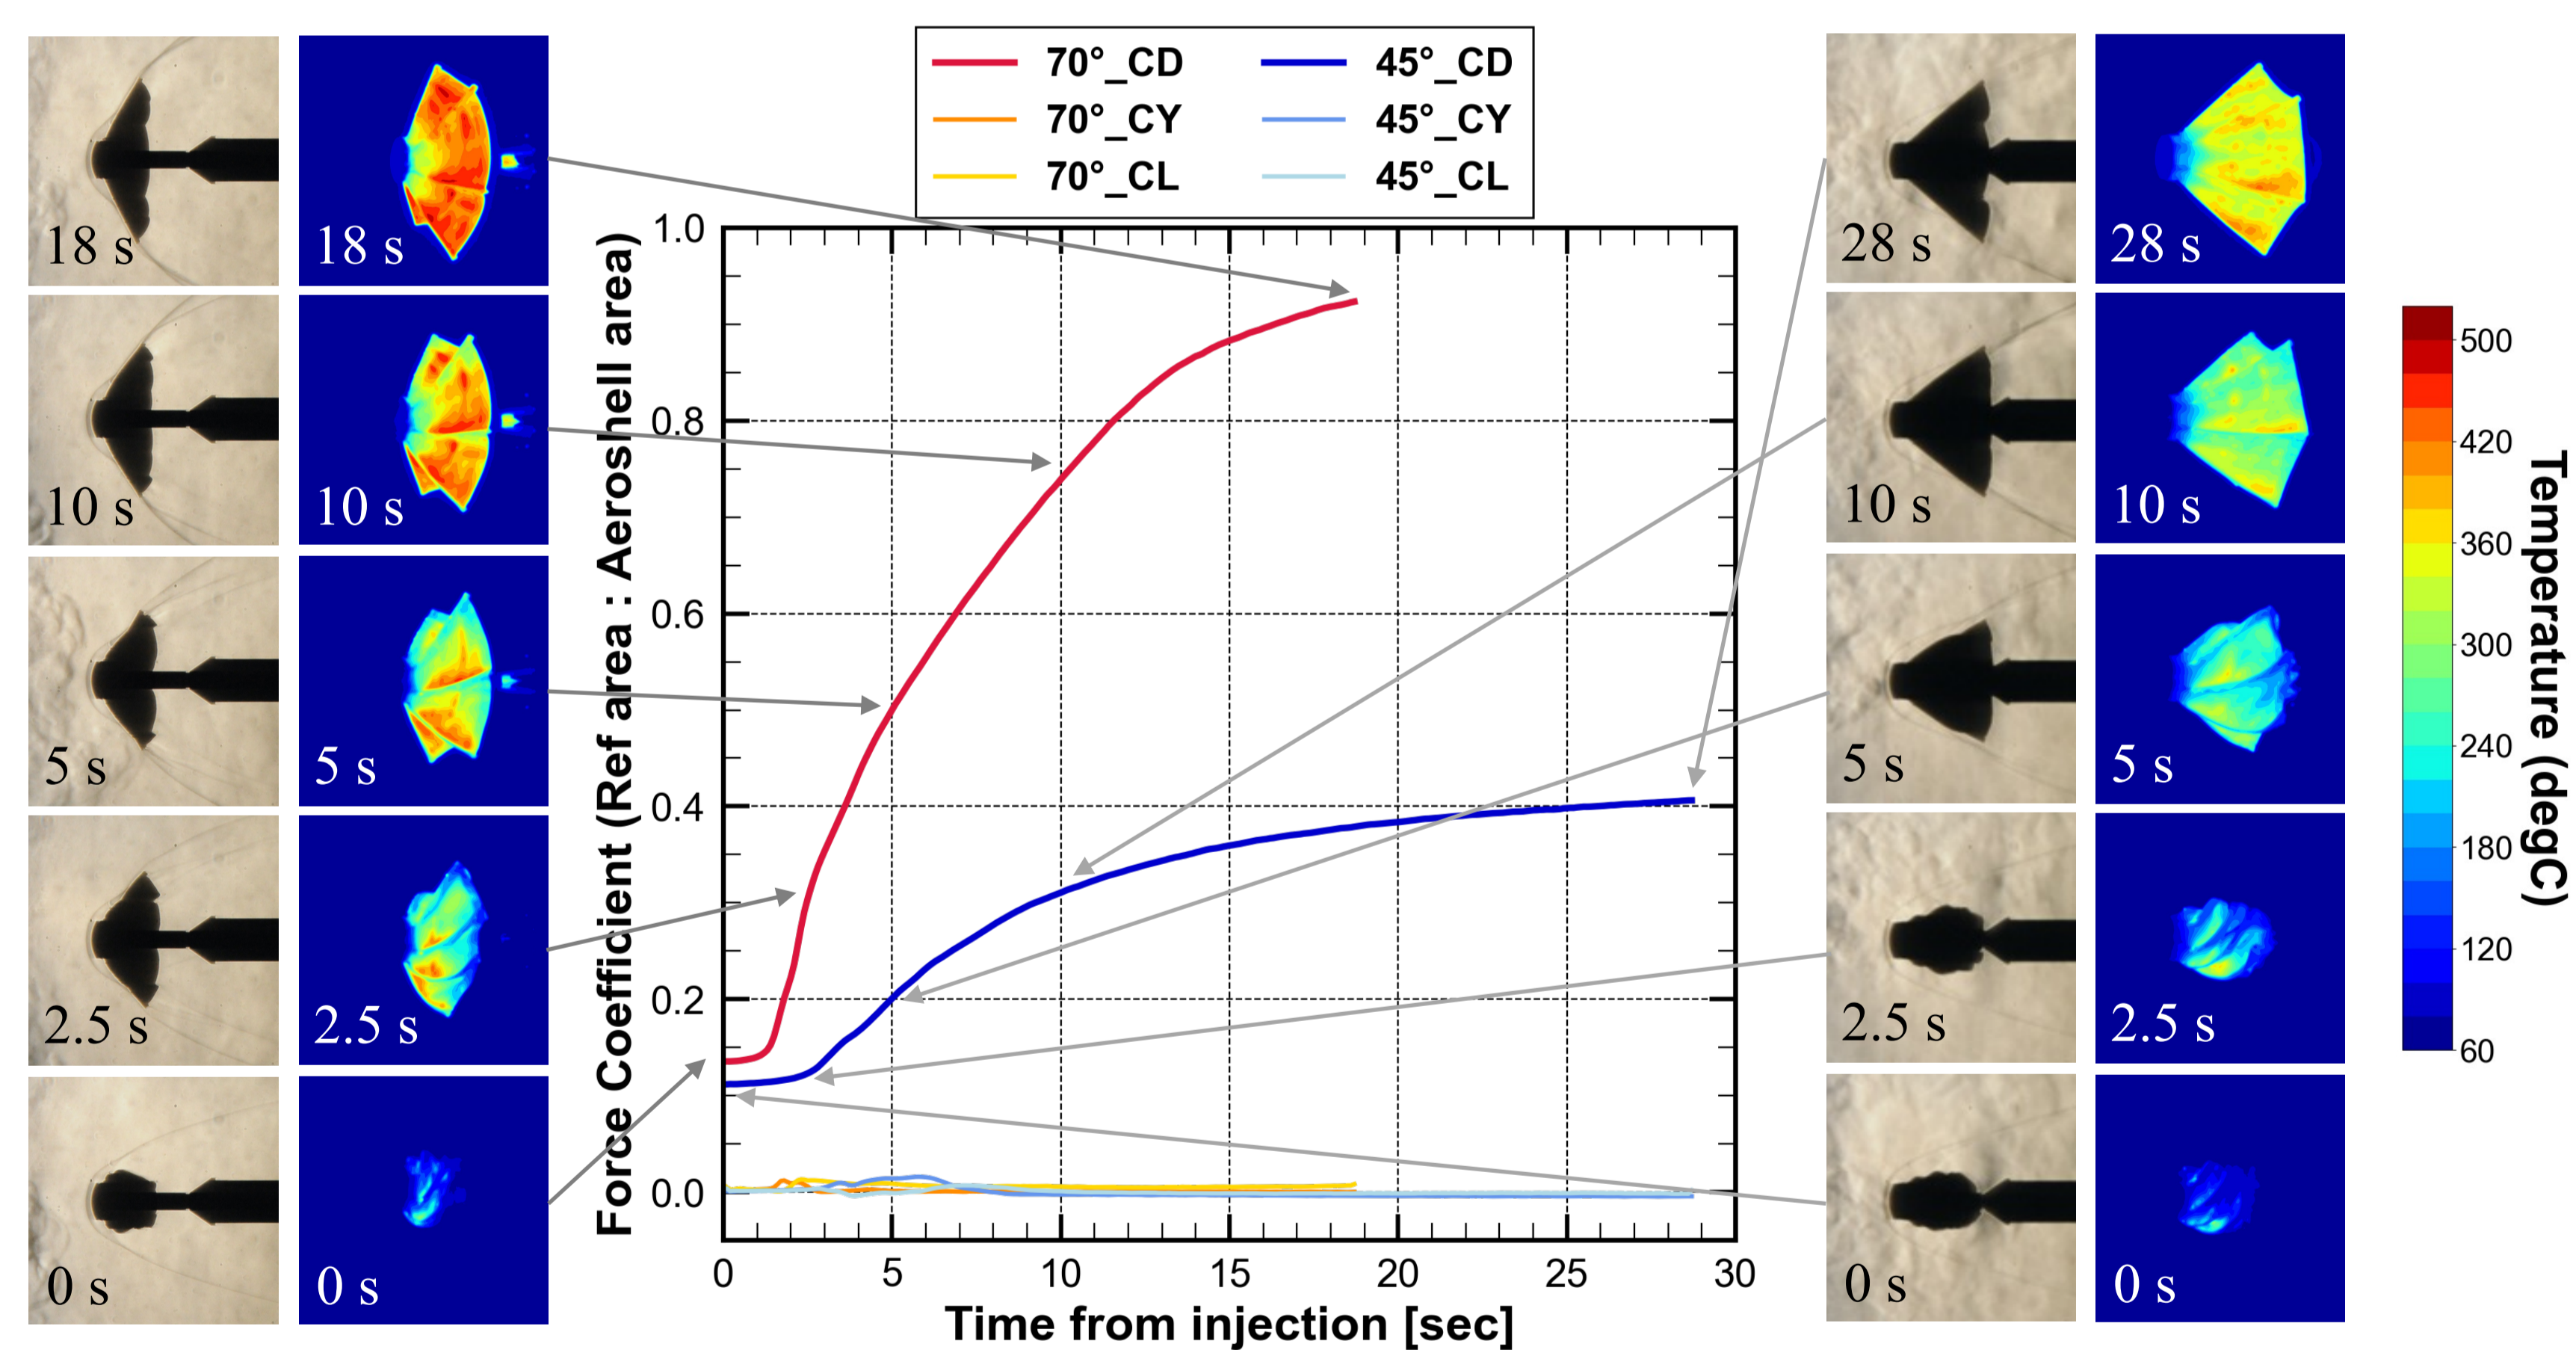 70°_CD 45°_CD
70°_CY 45°_CY
70°_CL 45°_CL
18 s
18 s
10 s
10 s
5 s
5 s
2.5 s
2.5 s
0 s
0 s
Force Coefficient (Ref area : Aeroshell area)
1.0
0.8
0.6
0.4
0.2
0.0
0 5 10 15 20 25 30
Time from injection [sec]
28 s
28 s
10 s
10 s
5 s
5 s
2.5 s
2.5 s
0 s
0 s
500
420
360
300
240
180
120
60
Temperature (degC)